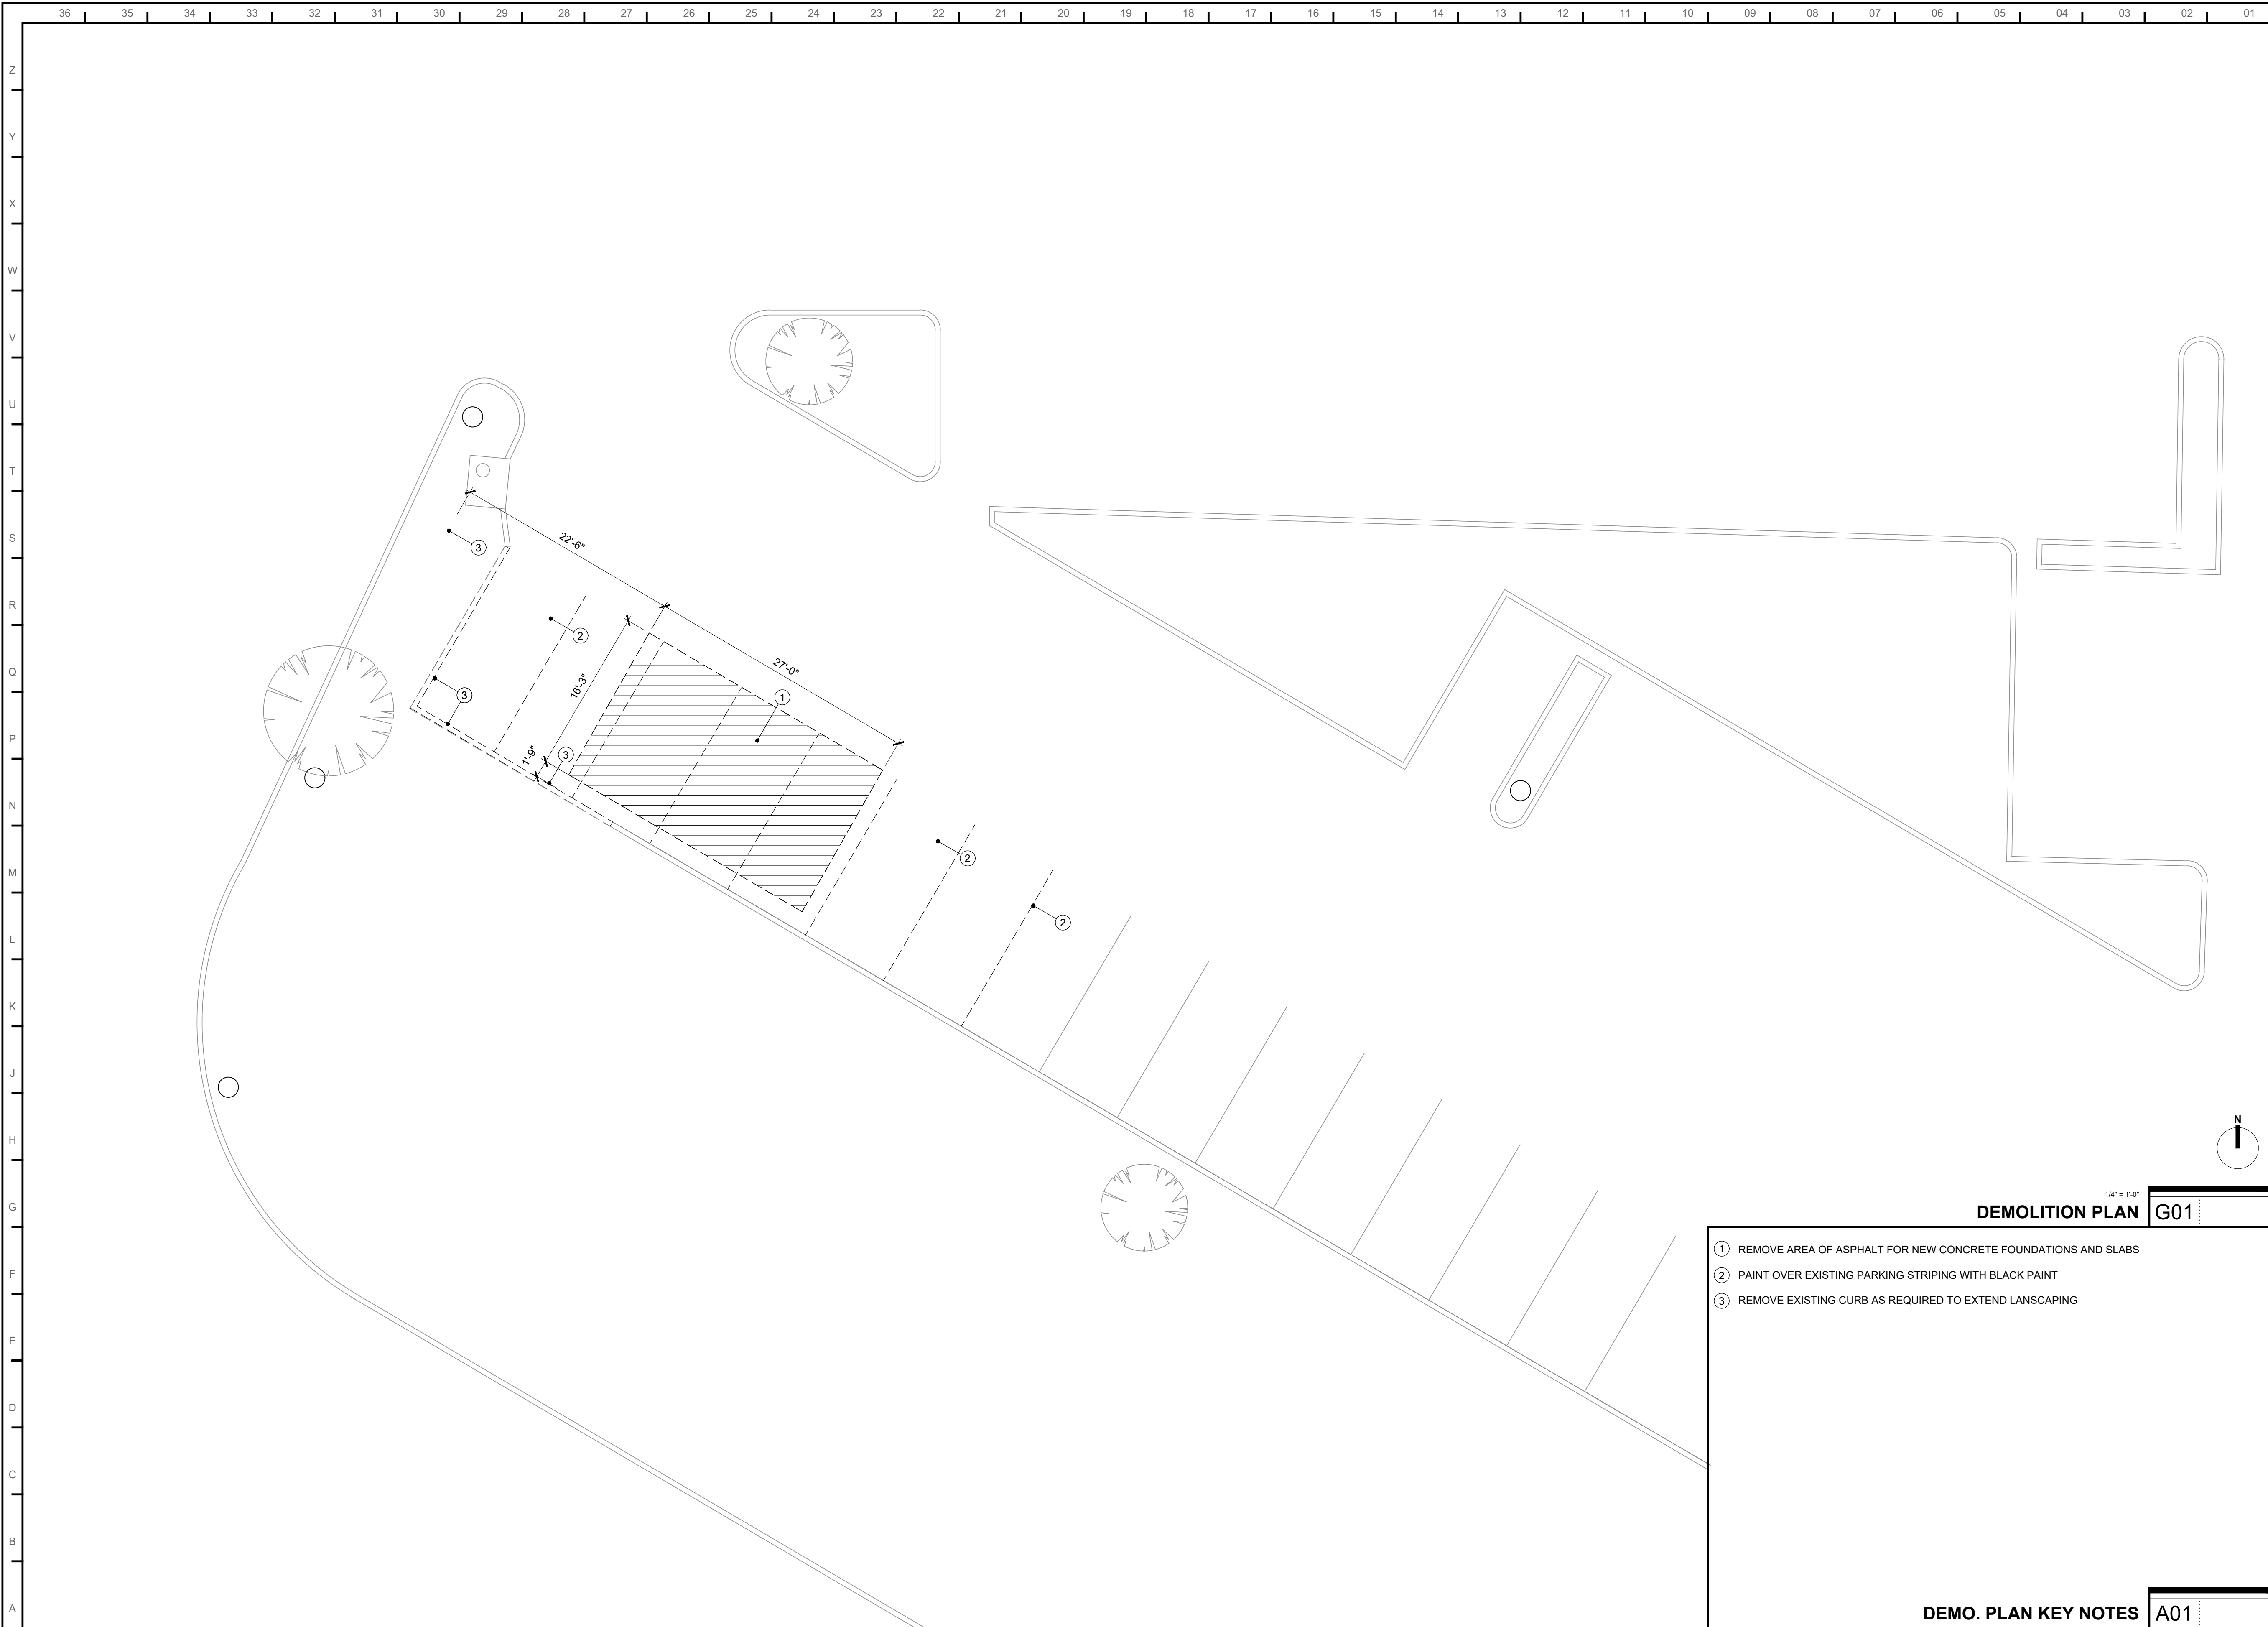 36 35 34 33 32 31 30 29 28 27 26 25 24 23 22 21 20 19 18 17 16 15 14 13 12 11 10 09 08 07 06 05 04 03 02 01
Z
Y
X
W
V
U
T
S
R
Q
P
N
M
L
K
J
H
G
F
E
D
C
B
A
22'-6"
3
2
27'-0"
16'-3"
3
1
1'-9"
3
2
2
N
1/4" = 1'-0"
DEMOLITION PLAN G01
1 REMOVE AREA OF ASPHALT FOR NEW CONCRETE FOUNDATIONS AND SLABS
2 PAINT OVER EXISTING PARKING STRIPING WITH BLACK PAINT
3 REMOVE EXISTING CURB AS REQUIRED TO EXTEND LANSCAPING
DEMO. PLAN KEY NOTES A01